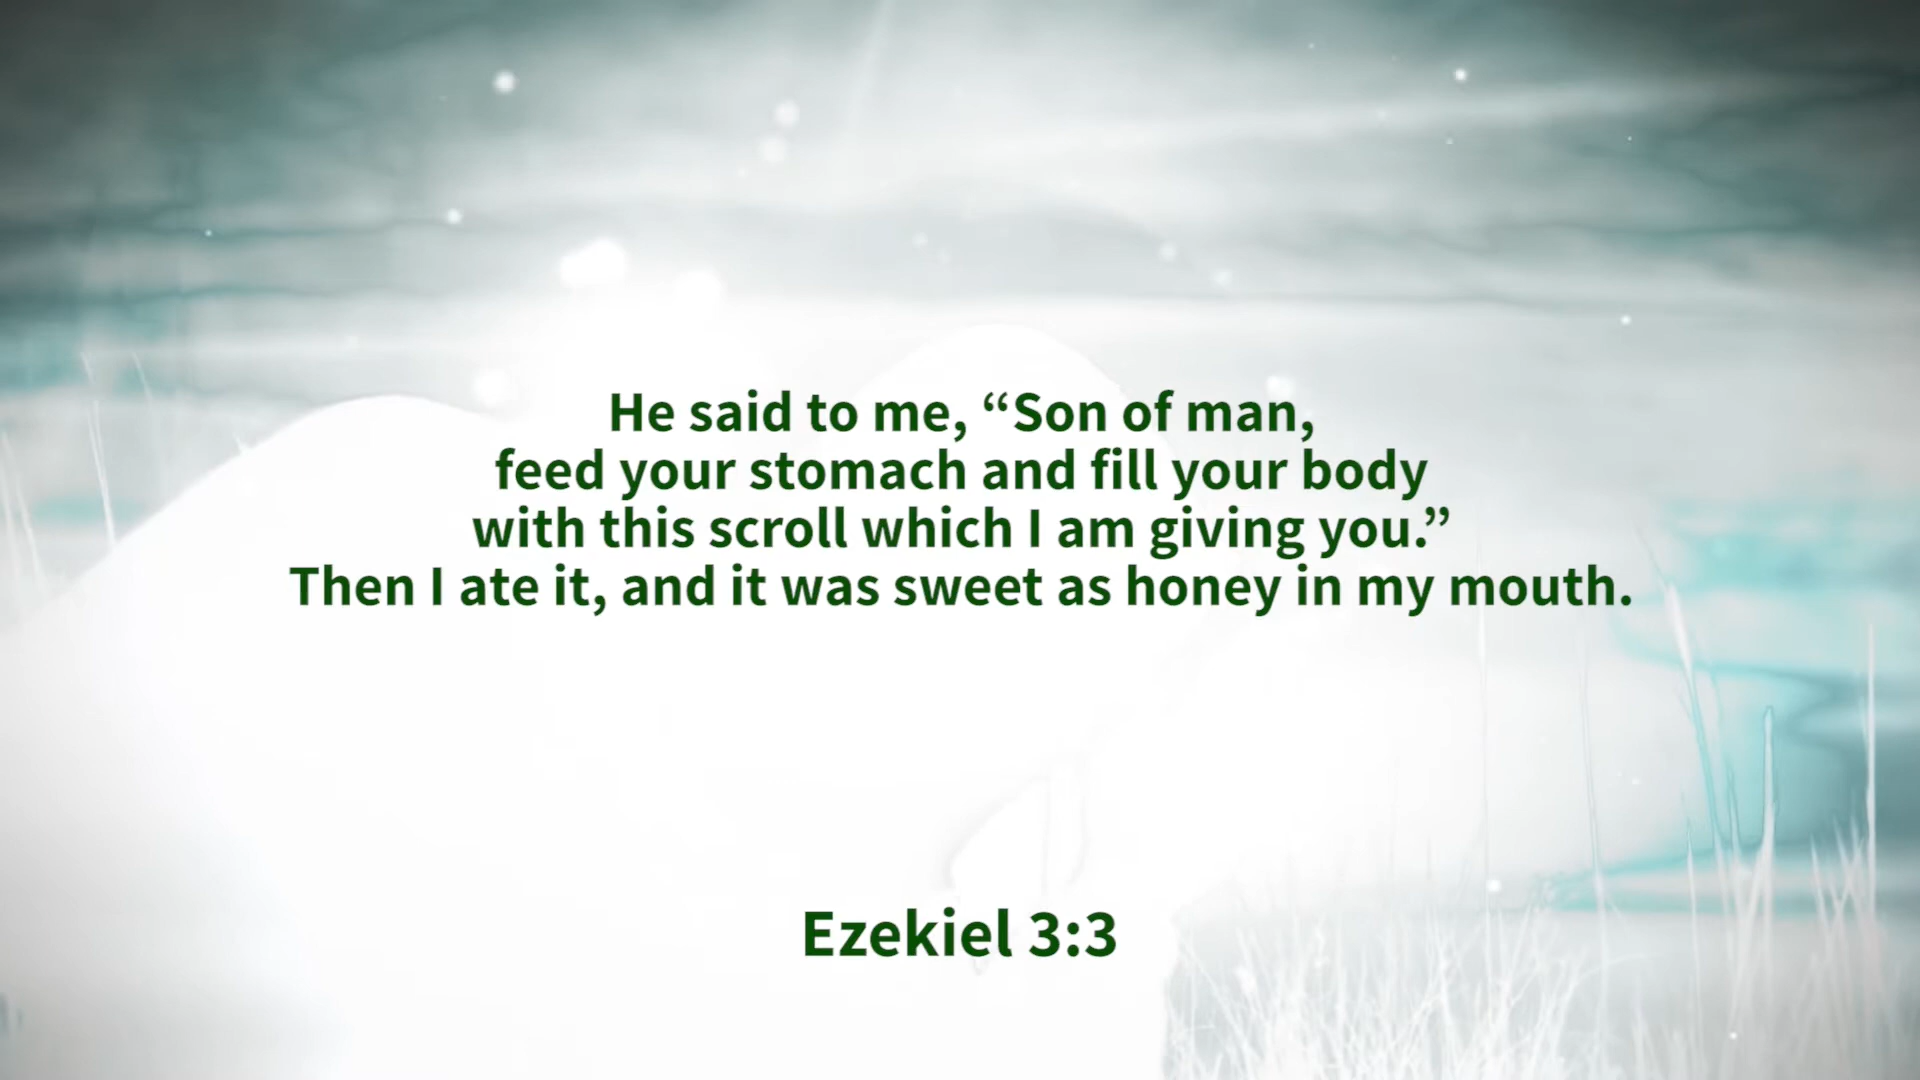 He said to me, “Son of man,
feed your stomach and fill your body
with this scroll which I am giving you.”
Then I ate it, and it was sweet as honey in my mouth.
Ezekiel 3:3